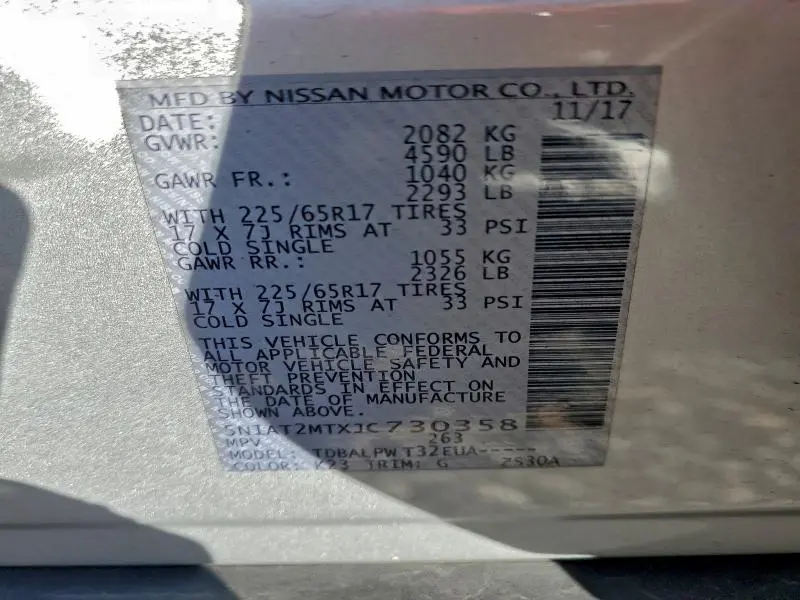 MFD BY NISSAN MOTOR CO., LTD.
DATE: 11/17
GVWR: 2082 KG
4590 LB
GAWR FR.: 1040 KG
2293 LB
WITH 225/65R17 TIRES
17 X 7J RIMS AT 33 PSI
COLD SINGLE
GAWR RR.: 1055 KG
2326 LB
WITH 225/65R17 TIRES
17 X 7J RIMS AT 33 PSI
COLD SINGLE
THIS VEHICLE CONFORMS TO
ALL APPLICABLE FEDERAL
MOTOR VEHICLE SAFETY AND
THEFT PREVENTION
STANDARDS IN EFFECT ON
THE DATE OF MANUFACTURE
SHOWN ABOVE.
5N1AT2MTXJC730358
MPV 263
MODEL: TDBALPW T32EUA-----
COLOR: K23 TRIM: G 2S30A